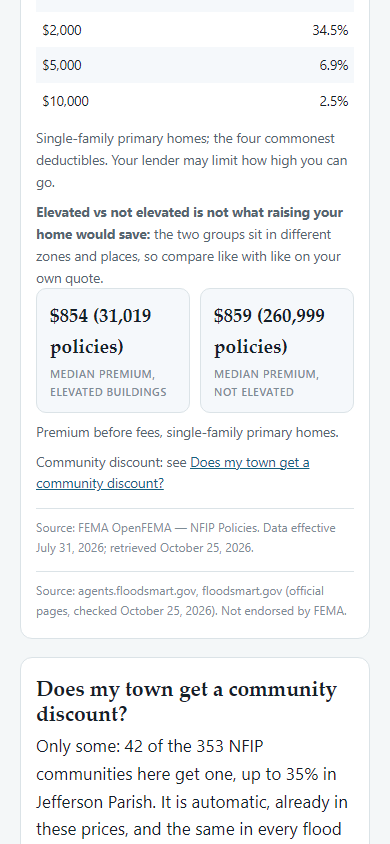 $2,000 34.5%
$5,000 6.9%
$10,000 2.5%
Single-family primary homes; the four commonest
deductibles. Your lender may limit how high you can
go.
Elevated vs not elevated is not what raising your
home would save: the two groups sit in different
zones and places, so compare like with like on your
own quote.
$854 (31,019
policies)
MEDIAN PREMIUM,
ELEVATED BUILDINGS
$859 (260,999
policies)
MEDIAN PREMIUM,
NOT ELEVATED
Premium before fees, single-family primary homes.
Community discount: see Does my town get a
community discount?
Source: FEMA OpenFEMA — NFIP Policies. Data effective
July 31, 2026; retrieved October 25, 2026.
Source: agents.floodsmart.gov, floodsmart.gov (official
pages, checked October 25, 2026). Not endorsed by FEMA.
Does my town get a community
discount?
Only some: 42 of the 353 NFIP
communities here get one, up to 35% in
Jefferson Parish. It is automatic, already in
these prices, and the same in every flood